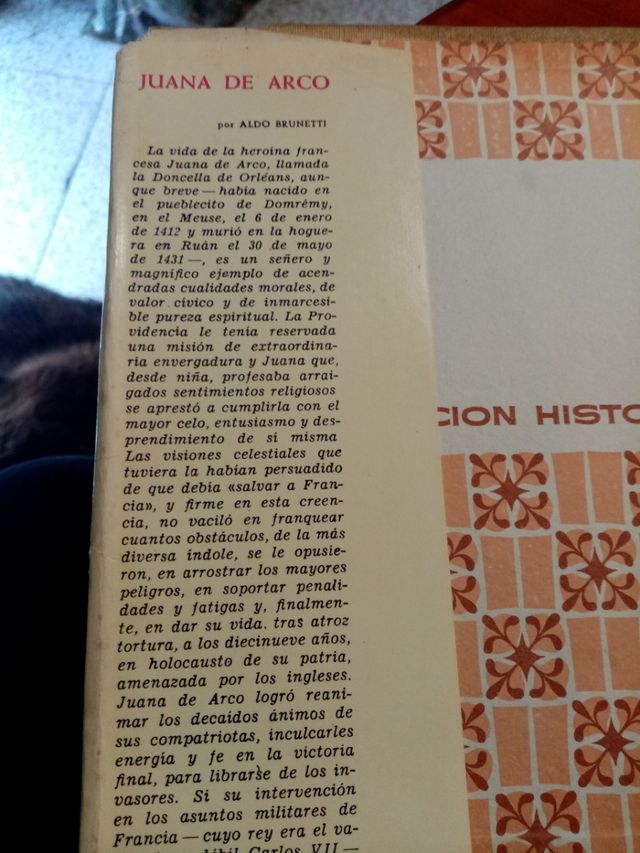 JUANA DE ARCO
por ALDO BRUNETTI
La vida de la heroína fran-
cesa Juana de Arco, llamada
la Doncella de Orléans, aun-
que breve — había nacido en
el pueblecito de Domrémy,
en el Meuse, el 6 de enero
de 1412 y murió en la hogue-
ra en Ruán el 30 de mayo
de 1431 —, es un señero y
magnífico ejemplo de acen-
dradas cualidades morales, de
valor cívico y de inmarcesi-
ble pureza espiritual. La Pro-
videncia le tenía reservada
una misión de extraordina-
ria envergadura y Juana que,
desde niña, profesaba arrai-
gados sentimientos religiosos
se aprestó a cumplirla con el
mayor celo, entusiasmo y des-
prendimiento de sí misma
Las visiones celestiales que
tuviera la habían persuadido
de que debía «salvar a Fran-
cia», y firme en esta creen-
cia, no vaciló en franquear
cuantos obstáculos, de la más
diversa índole, se le opusie-
ron, en arrostrar los mayores
peligros, en soportar penali-
dades y fatigas y, finalmen-
te, en dar su vida. tras atroz
tortura, a los diecinueve años,
en holocausto de su patria,
amenazada por los ingleses.
Juana de Arco logró reani-
mar los decaídos ánimos de
sus compatriotas, inculcarles
energía y fe en la victoria
final, para librarse de los in-
vasores. Si su intervención
en los asuntos militares de
Francia — cuyo rey era el va-
débil Carlos VII —
CION HISTO